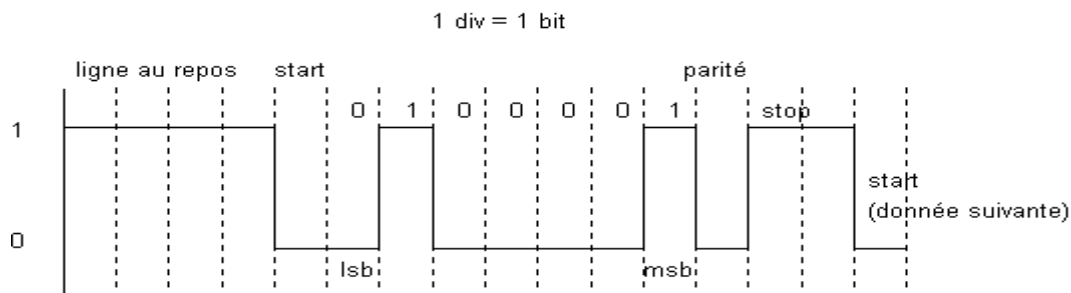 1 div = 1 bit
ligne au repos start parité
0 1 0 0 0 0 1 stop
1
start
(donnée suivante)
0
lsb msb